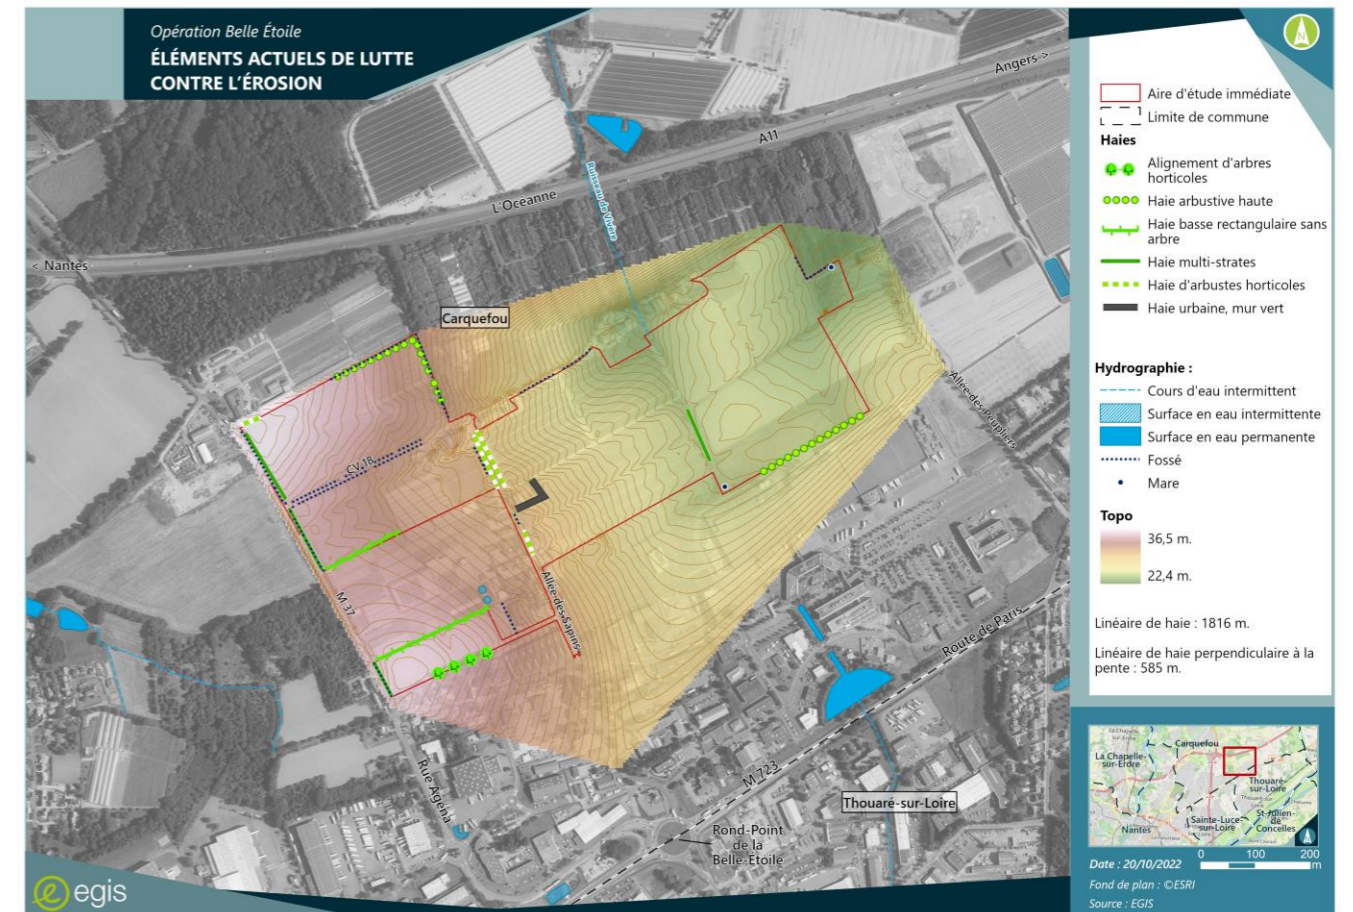 Opération Belle Étoile
ÉLÉMENTS ACTUELS DE LUTTE
CONTRE L'ÉROSION
Angers >
A11
L'Océanne
< Nantes
Ruisseau de Vivère
Carquefou
CV 18
M 37
Allée des Sapins
Allée des Peupliers
Route de Paris
M 723
Rue Agena
Thouaré-sur-Loire
Rond-Point
de la
Belle-Étoile
egis
N
Aire d'étude immédiate
Limite de commune
Haies
Alignement d'arbres
horticoles
Haie arbustive haute
Haie basse rectangulaire sans
arbre
Haie multi-strates
Haie d'arbustes horticoles
Haie urbaine, mur vert
Hydrographie :
Cours d'eau intermittent
Surface en eau intermittente
Surface en eau permanente
Fossé
Mare
Topo
36,5 m.
22,4 m.
Linéaire de haie : 1816 m.
Linéaire de haie perpendiculaire à la
pente : 585 m.
Carquefou
La Chapelle-
sur-Erdre
Thouaré-
sur-Loire
Sainte-Luce-
sur-Loire
St-Julien-
de
Concelles
Nantes
Date : 20/10/2022
0 100 200
m
Fond de plan : ©ESRI
Source : EGIS